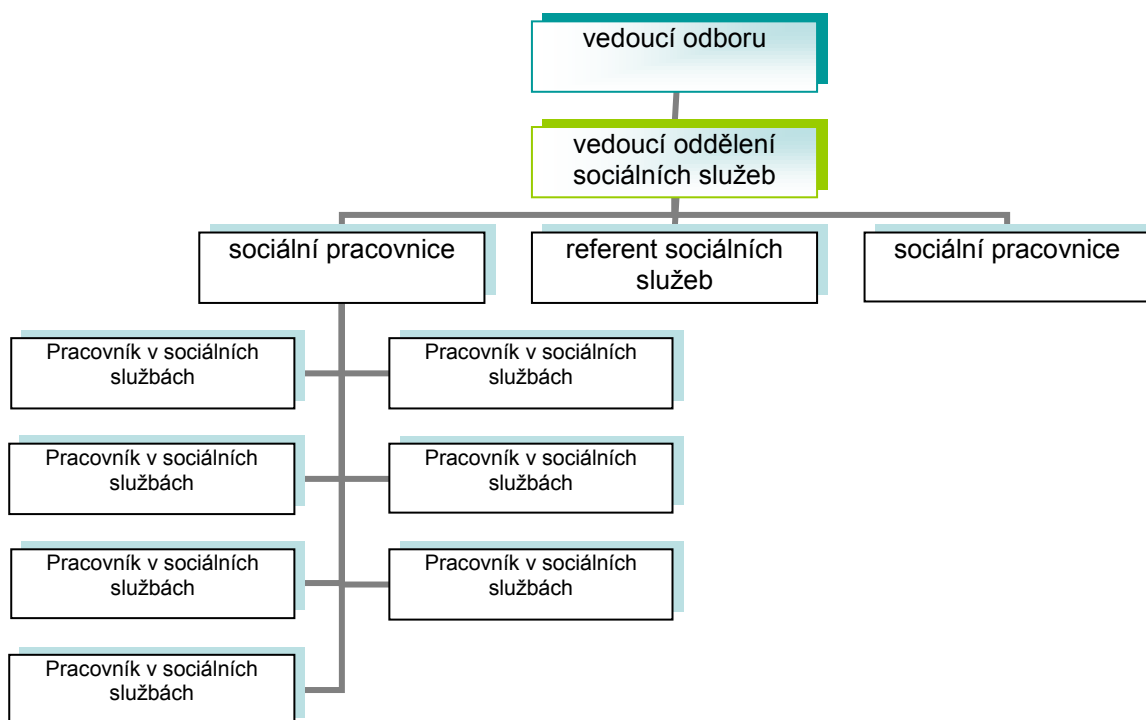 vedoucí odboru
vedoucí oddělení
sociálních služeb
sociální pracovnice
referent sociálních
služeb
sociální pracovnice
Pracovník v sociálních
službách
Pracovník v sociálních
službách
Pracovník v sociálních
službách
Pracovník v sociálních
službách
Pracovník v sociálních
službách
Pracovník v sociálních
službách
Pracovník v sociálních
službách